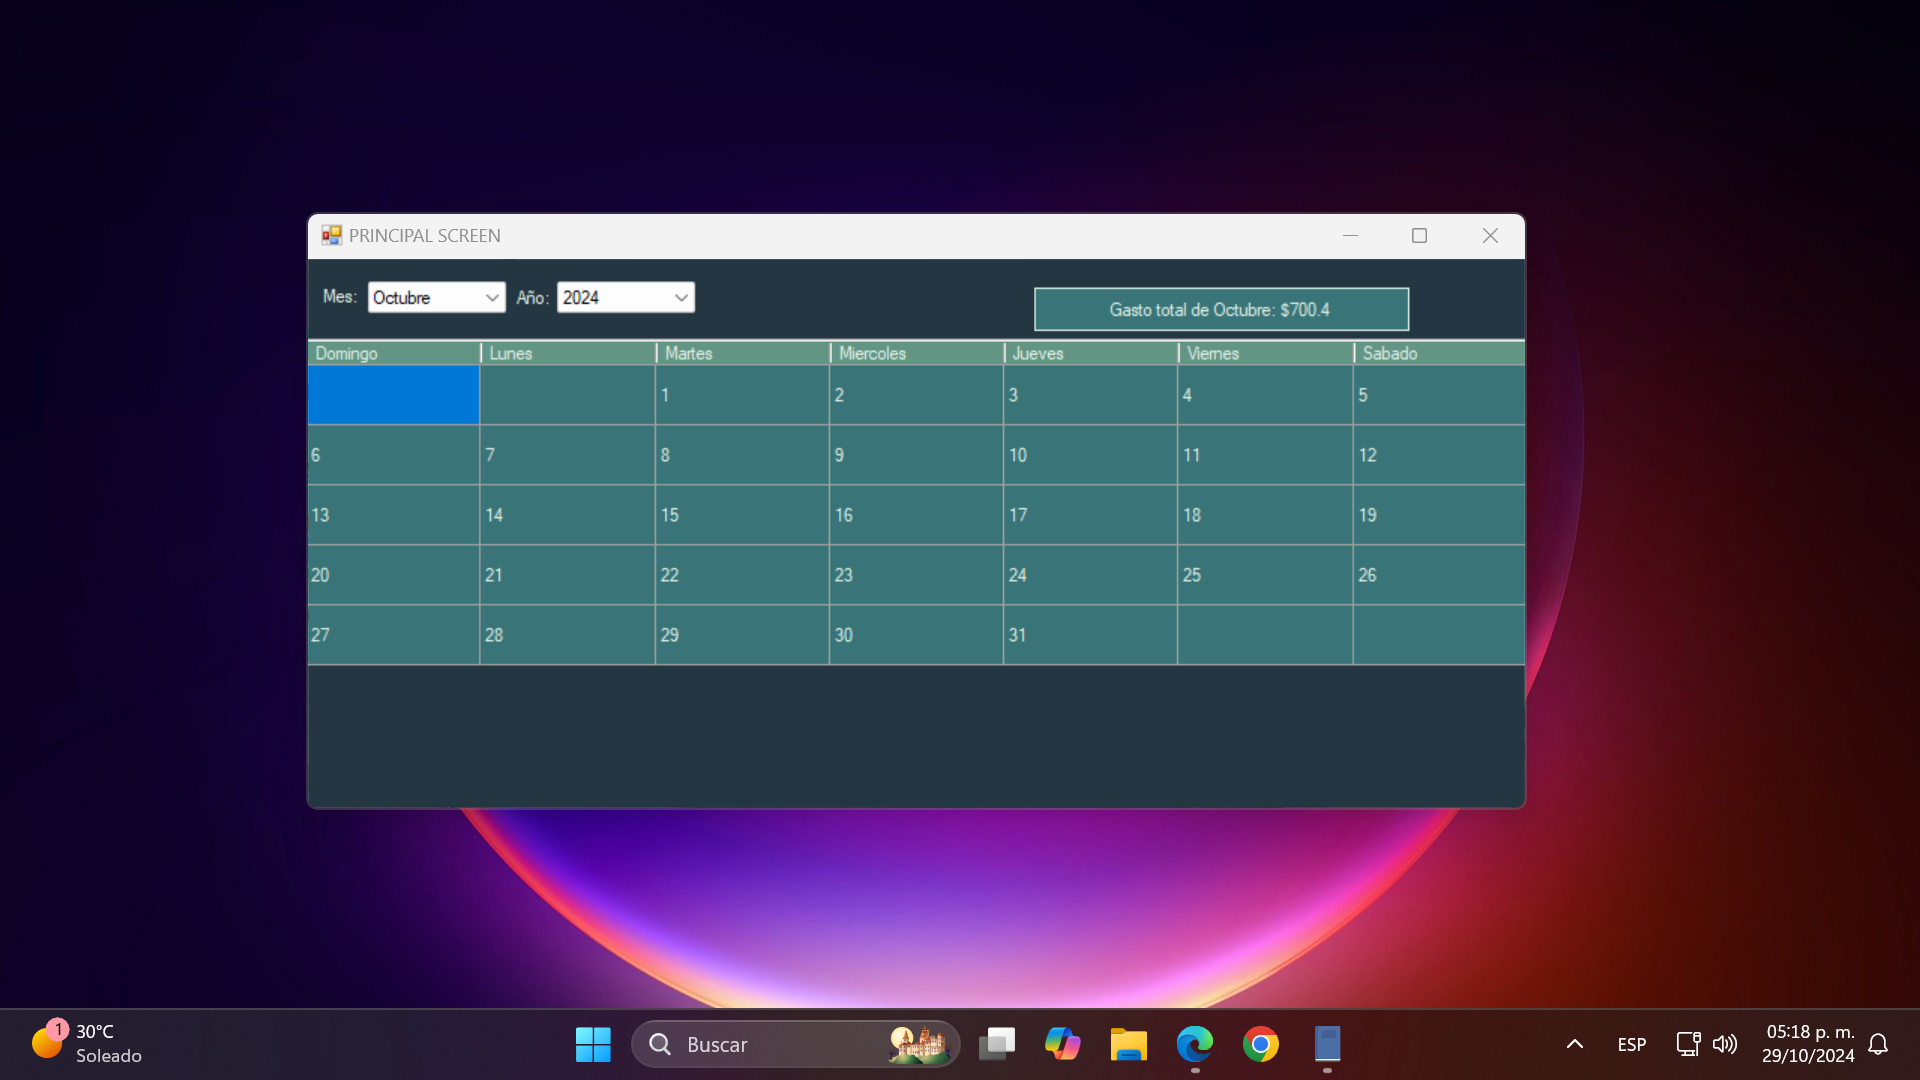 PRINCIPAL SCREEN
Mes: Octubre Año: 2024
Gasto total de Octubre: $700.4
Domingo Lunes Martes Miercoles Jueves Viernes Sabado
1 2 3 4 5
6 7 8 9 10 11 12
13 14 15 16 17 18 19
20 21 22 23 24 25 26
27 28 29 30 31
1
30°C
Soleado
Buscar
ESP
05:18 p. m.
29/10/2024